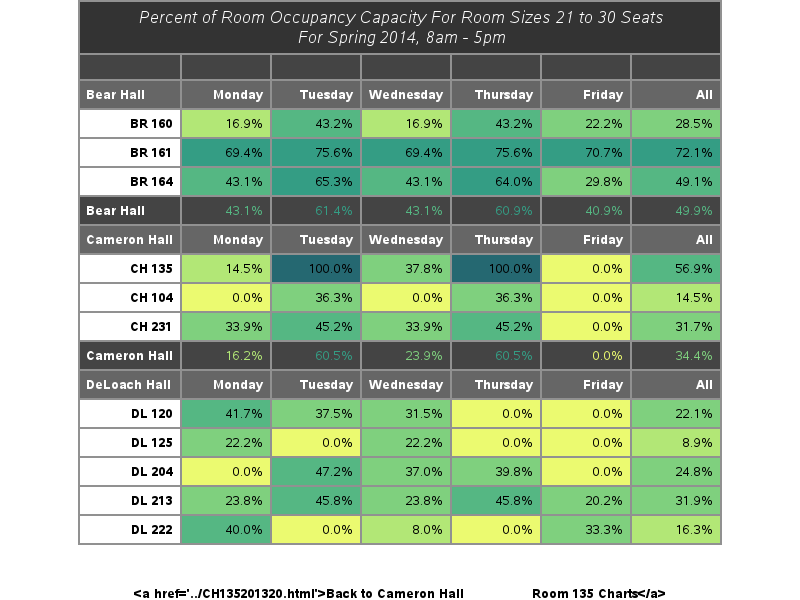 Percent of Room Occupancy Capacity For Room Sizes 21 to 30 Seats
For Spring 2014, 8am - 5pm
Bear Hall Monday Tuesday Wednesday Thursday Friday All
BR 160 16.9% 43.2% 16.9% 43.2% 22.2% 28.5%
BR 161 69.4% 75.6% 69.4% 75.6% 70.7% 72.1%
BR 164 43.1% 65.3% 43.1% 64.0% 29.8% 49.1%
Bear Hall 43.1% 61.4% 43.1% 60.9% 40.9% 49.9%
Cameron Hall Monday Tuesday Wednesday Thursday Friday All
CH 135 14.5% 100.0% 37.8% 100.0% 0.0% 56.9%
CH 104 0.0% 36.3% 0.0% 36.3% 0.0% 14.5%
CH 231 33.9% 45.2% 33.9% 45.2% 0.0% 31.7%
Cameron Hall 16.2% 60.5% 23.9% 60.5% 0.0% 34.4%
DeLoach Hall Monday Tuesday Wednesday Thursday Friday All
DL 120 41.7% 37.5% 31.5% 0.0% 0.0% 22.1%
DL 125 22.2% 0.0% 22.2% 0.0% 0.0% 8.9%
DL 204 0.0% 47.2% 37.0% 39.8% 0.0% 24.8%
DL 213 23.8% 45.8% 23.8% 45.8% 20.2% 31.9%
DL 222 40.0% 0.0% 8.0% 0.0% 33.3% 16.3%
<a href='../CH135201320.html'>Back to Cameron Hall Room 135 Charts</a>